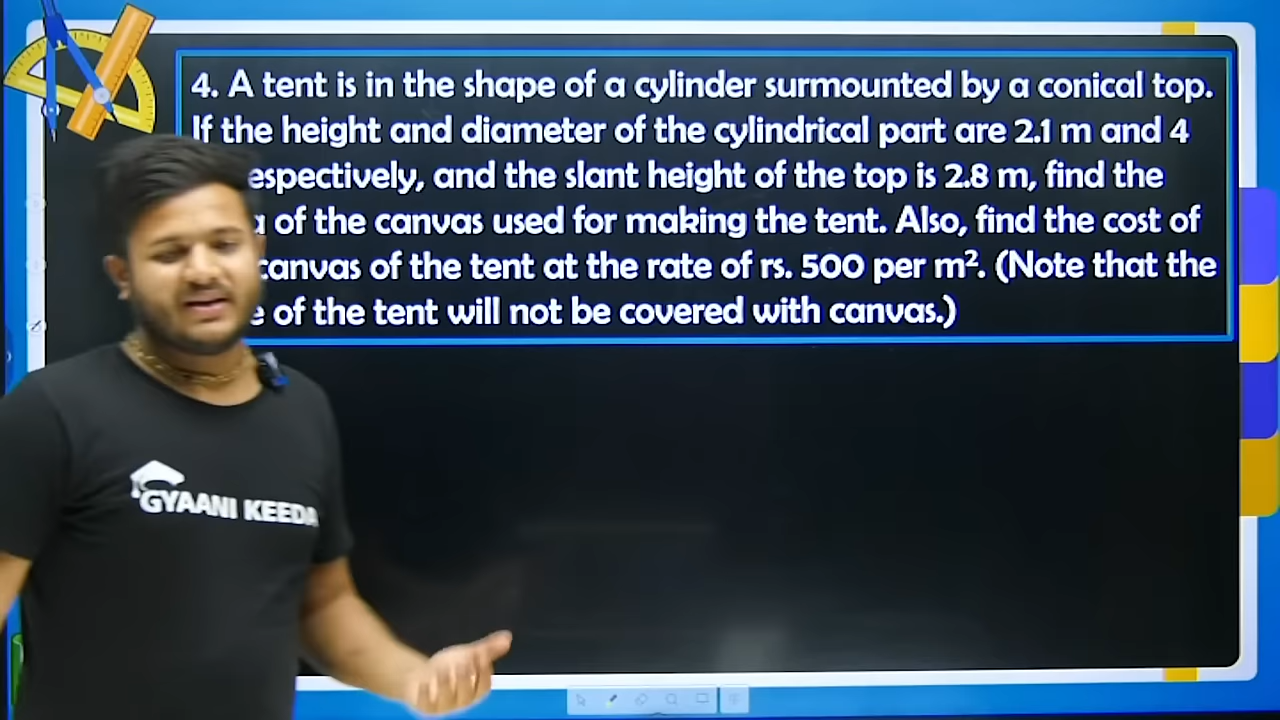 4. A tent is in the shape of a cylinder surmounted by a conical top.
If the height and diameter of the cylindrical part are 2.1 m and 4
espectively, and the slant height of the top is 2.8 m, find the
of the canvas used for making the tent. Also, find the cost of
canvas of the tent at the rate of rs. 500 per m². (Note that the
of the tent will not be covered with canvas.)
GYAANI KEEDA